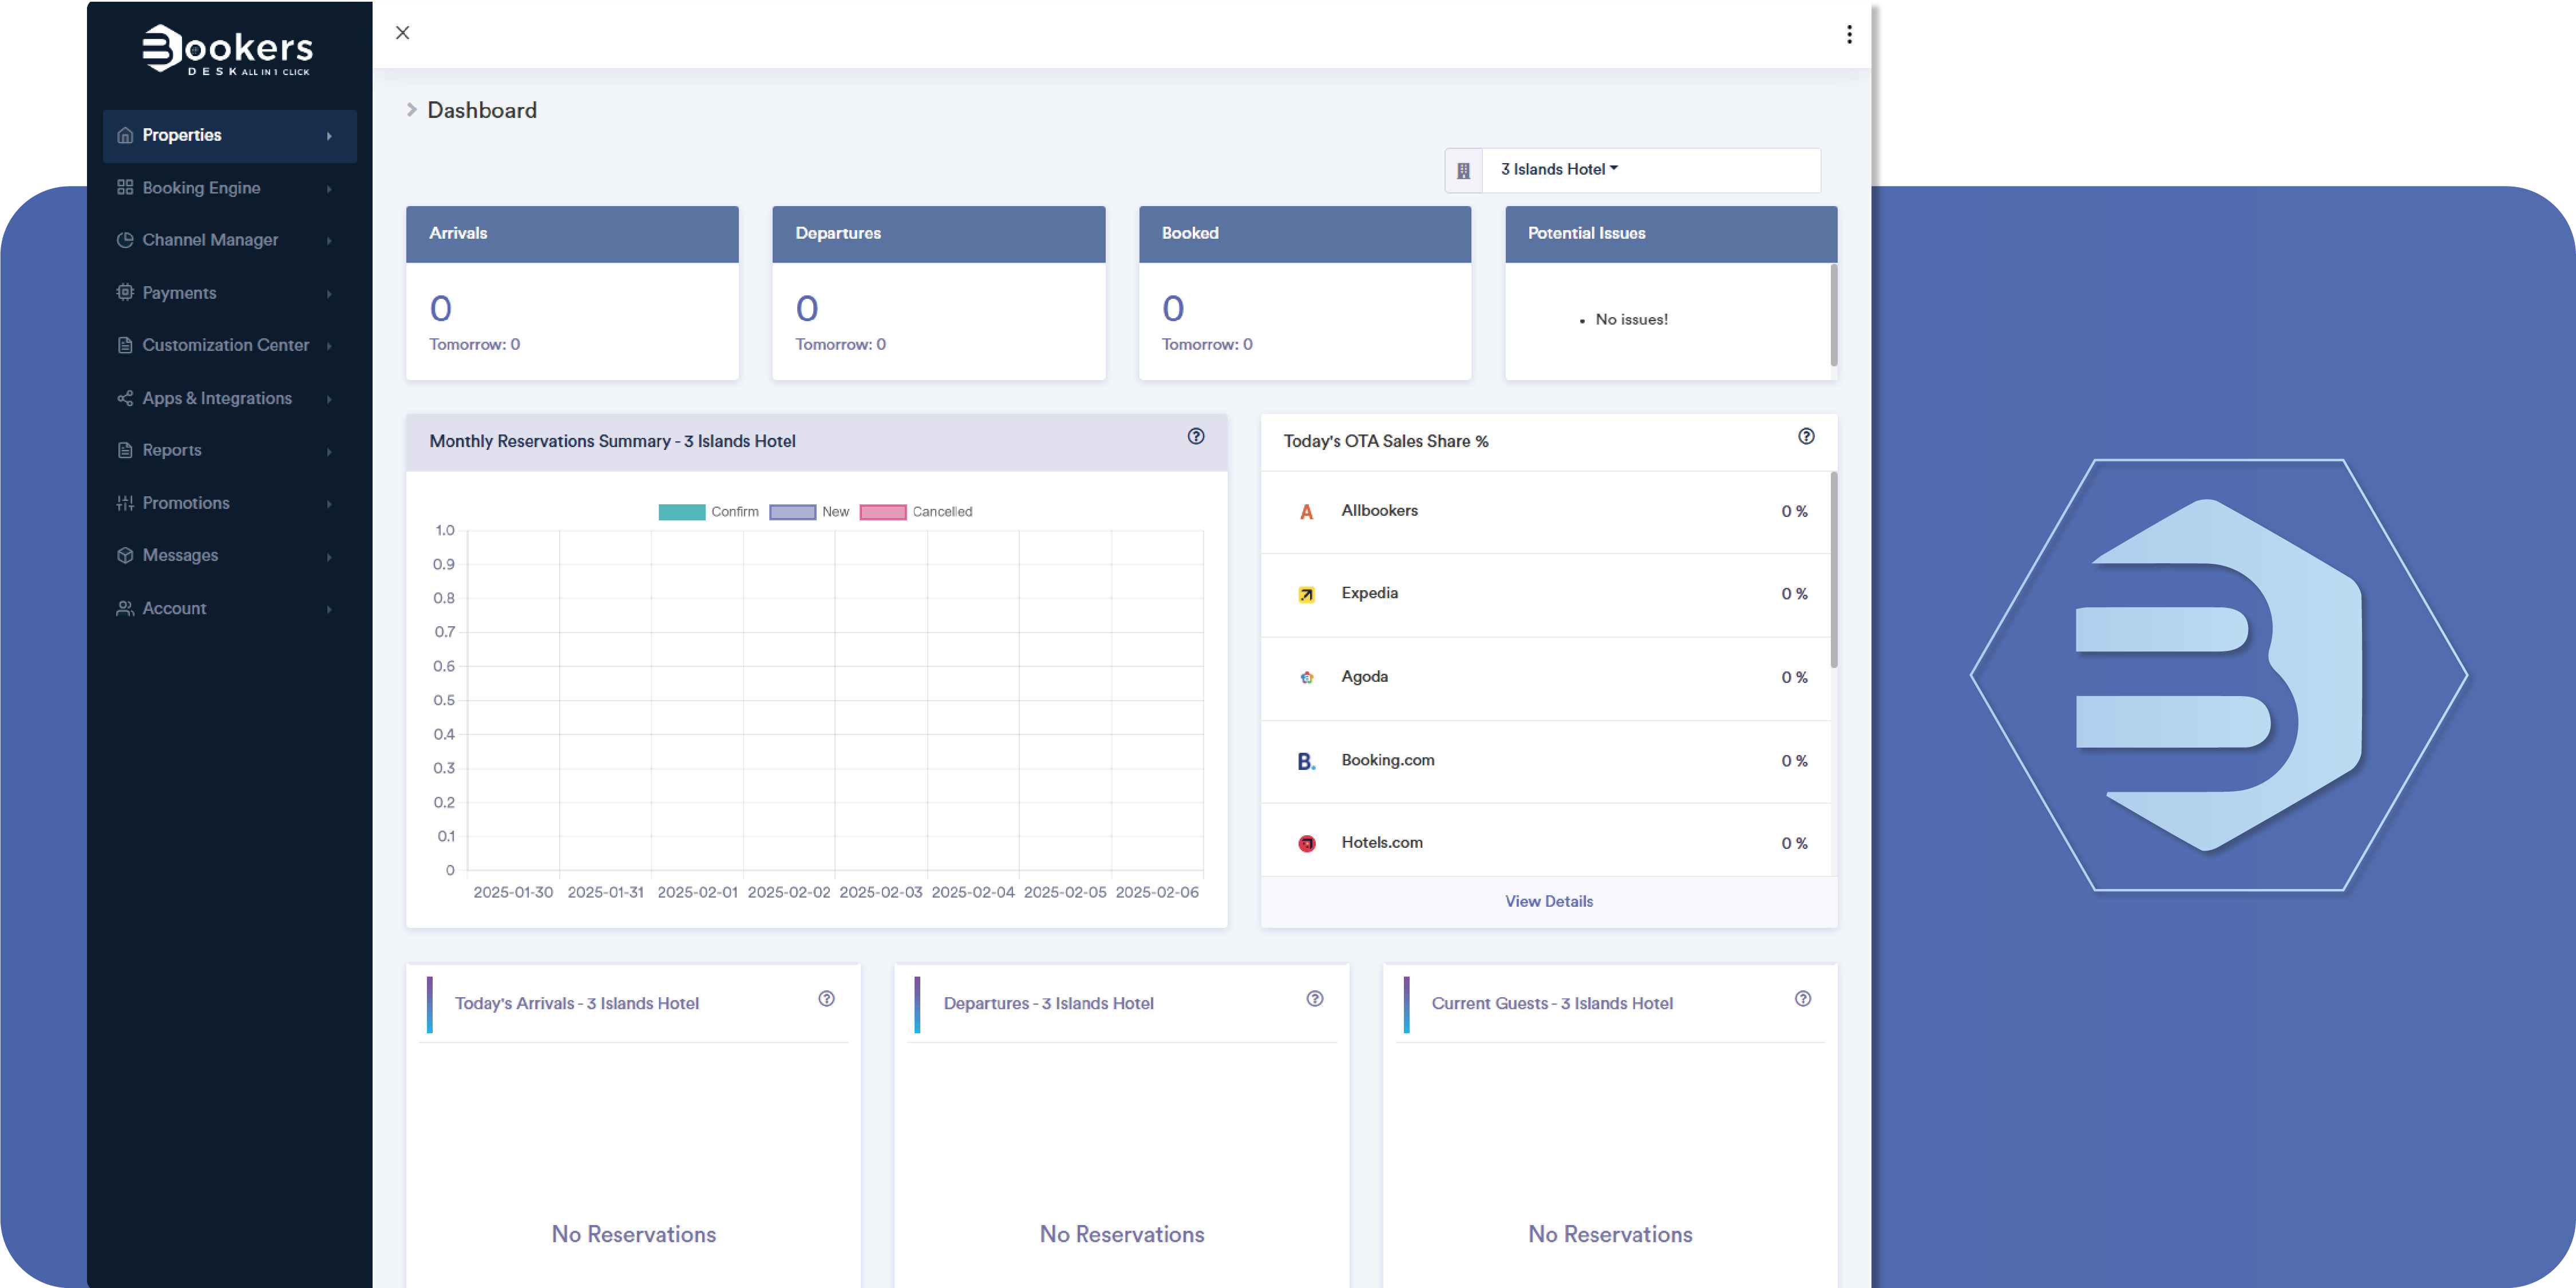 Bookers
DESK ALL IN 1 CLICK
Properties
Booking Engine
Channel Manager
Payments
Customization Center
Apps & Integrations
Reports
Promotions
Messages
Account
Dashboard
3 Islands Hotel
Arrivals
0
Tomorrow: 0
Departures
0
Tomorrow: 0
Booked
0
Tomorrow: 0
Potential Issues
• No issues!
Monthly Reservations Summary - 3 Islands Hotel
Confirm New Cancelled
1.0
0.9
0.8
0.7
0.6
0.5
0.4
0.3
0.2
0.1
0
2025-01-30 2025-01-31 2025-02-01 2025-02-02 2025-02-03 2025-02-04 2025-02-05 2025-02-06
Today's OTA Sales Share %
A Allbookers 0 %
Expedia 0 %
Agoda 0 %
B. Booking.com 0 %
Hotels.com 0 %
View Details
Today's Arrivals - 3 Islands Hotel
No Reservations
Departures - 3 Islands Hotel
No Reservations
Current Guests - 3 Islands Hotel
No Reservations